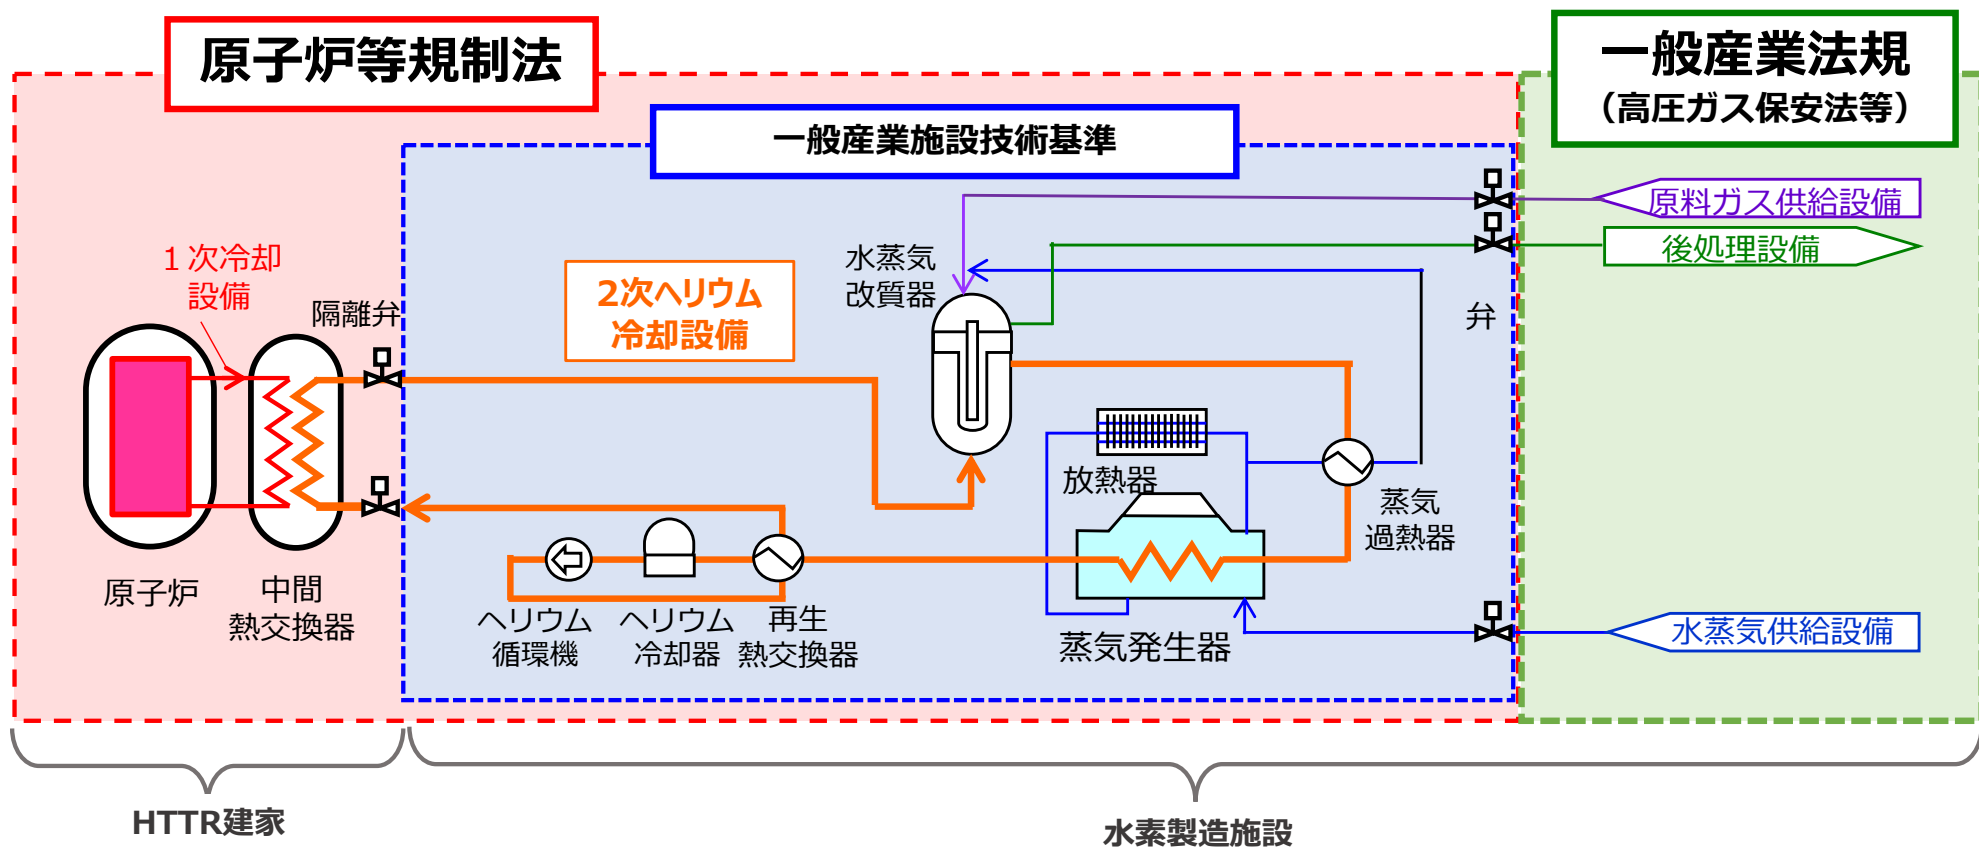 原子炉等規制法
一般産業法規
（高圧ガス保安法等）
一般産業施設技術基準
原料ガス供給設備
後処理設備
１次冷却
設備
隔離弁
2次ヘリウム
冷却設備
水蒸気
改質器
弁
放熱器
蒸気
過熱器
原子炉
中間
熱交換器
ヘリウム
循環機
ヘリウム
冷却器
再生
熱交換器
蒸気発生器
水蒸気供給設備
HTTR建家
水素製造施設